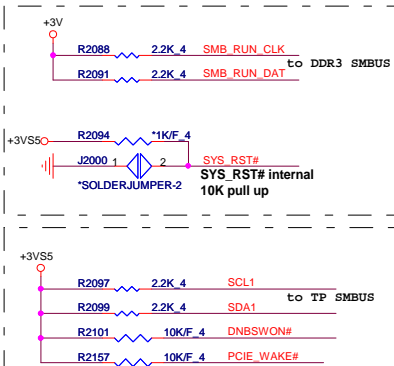 +3V
R2088 2.2K_4 SMB_RUN_CLK
to DDR3 SMBUS
R2091 2.2K_4 SMB_RUN_DAT
+3VS5 R2094 *1K/F_4
J2000 1 2 SYS_RST#
*SOLDERJUMPER-2
SYS_RST# internal
10K pull up
+3VS5
R2097 2.2K_4 SCL1
to TP SMBUS
R2099 2.2K_4 SDA1
R2101 10K/F_4 DNBSWON#
R2157 10K/F_4 PCIE_WAKE#